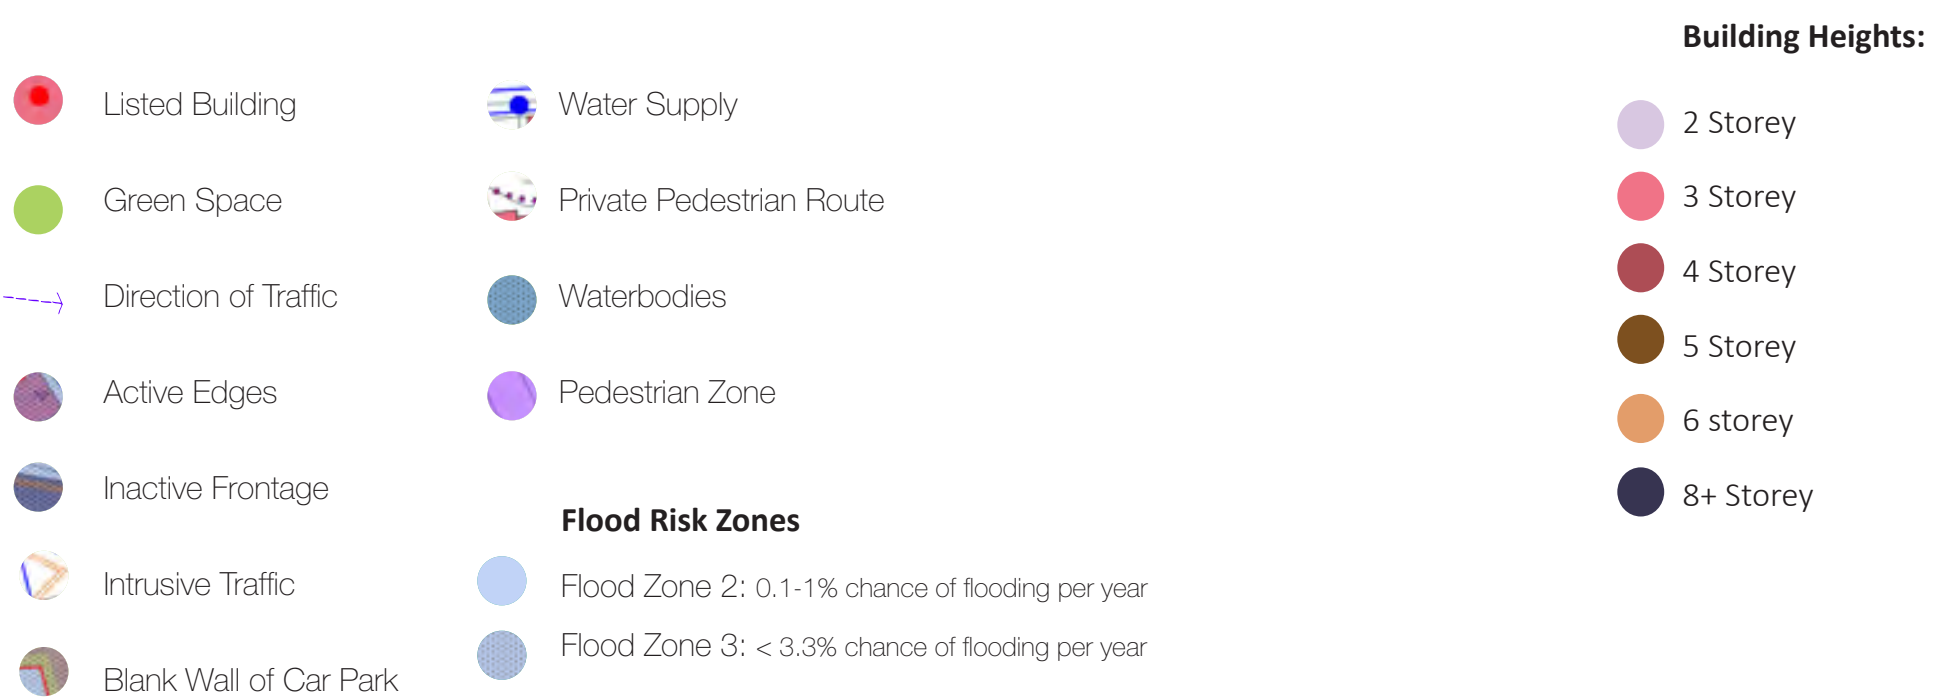 Listed Building
Green Space
Direction of Traffic
Active Edges
Inactive Frontage
Intrusive Traffic
Blank Wall of Car Park
Water Supply
Private Pedestrian Route
Waterbodies
Pedestrian Zone
Flood Risk Zones
Flood Zone 2: 0.1-1% chance of flooding per year
Flood Zone 3: < 3.3% chance of flooding per year
Building Heights:
2 Storey
3 Storey
4 Storey
5 Storey
6 storey
8+ Storey